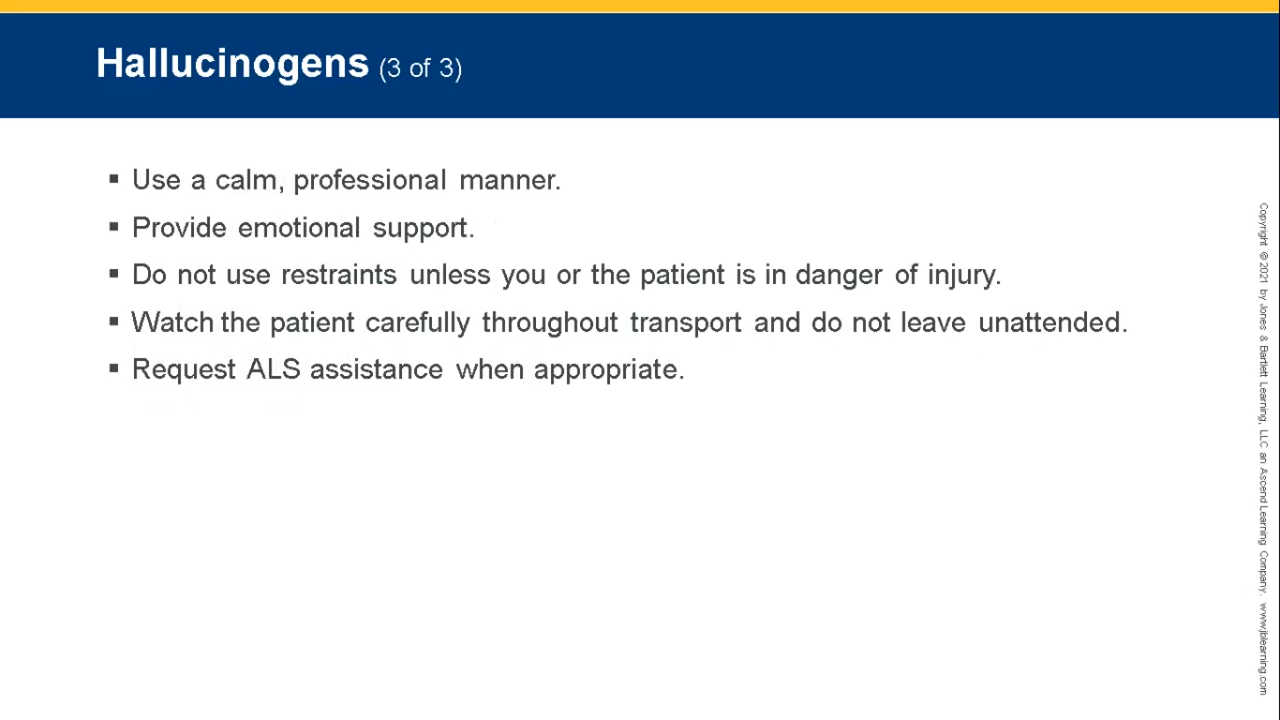 Hallucinogens (3 of 3)
▪ Use a calm, professional manner.
▪ Provide emotional support.
▪ Do not use restraints unless you or the patient is in danger of injury.
▪ Watch the patient carefully throughout transport and do not leave unattended.
▪ Request ALS assistance when appropriate.
Copyright ©2021 by Jones & Bartlett Learning, LLC an Ascend Learning Company. www.jblearning.com